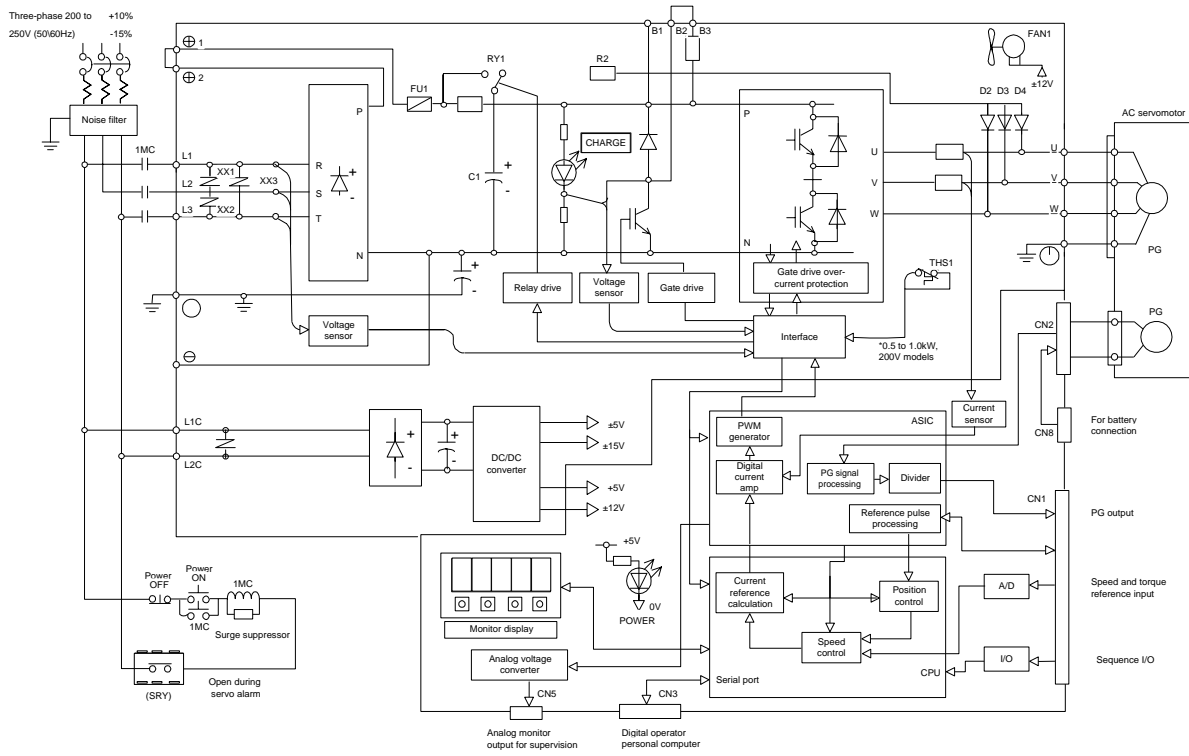 Three-phase 200 to +10%
250V (50\60Hz) -15%
Noise filter
1MC
L1
L2
L3
XX1
XX2
XX3
1
2
P
R
S
T
N
+
-
FU1
RY1
C1
+
-
CHARGE
R2
B1
B2
B3
FAN1
±12V
D2 D3 D4
AC servomotor
P
N
U
V
W
U
V
W
PG
PG
+
-
Relay drive
Voltage
sensor
Gate drive
Gate drive over-
current protection
THS1
Interface
*0.5 to 1.0kW,
200V models
Voltage
sensor
CN2
CN8
For battery
connection
L1C
L2C
+
-
+
-
DC/DC
converter
±5V
±15V
+5V
±12V
PWM
generator
ASIC
Current
sensor
Digital
current
amp
PG signal
processing
Divider
Reference pulse
processing
CN1
PG output
Power
OFF
Power
ON
1MC
1MC
Surge suppressor
(SRY)
Open during
servo alarm
Monitor display
+5V
0V
POWER
Current
reference
calculation
Position
control
Speed
control
A/D
Speed and torque
reference input
I/O
Sequence I/O
CPU
Serial port
Analog voltage
converter
CN5
CN3
Analog monitor
output for supervision
Digital operator
personal computer